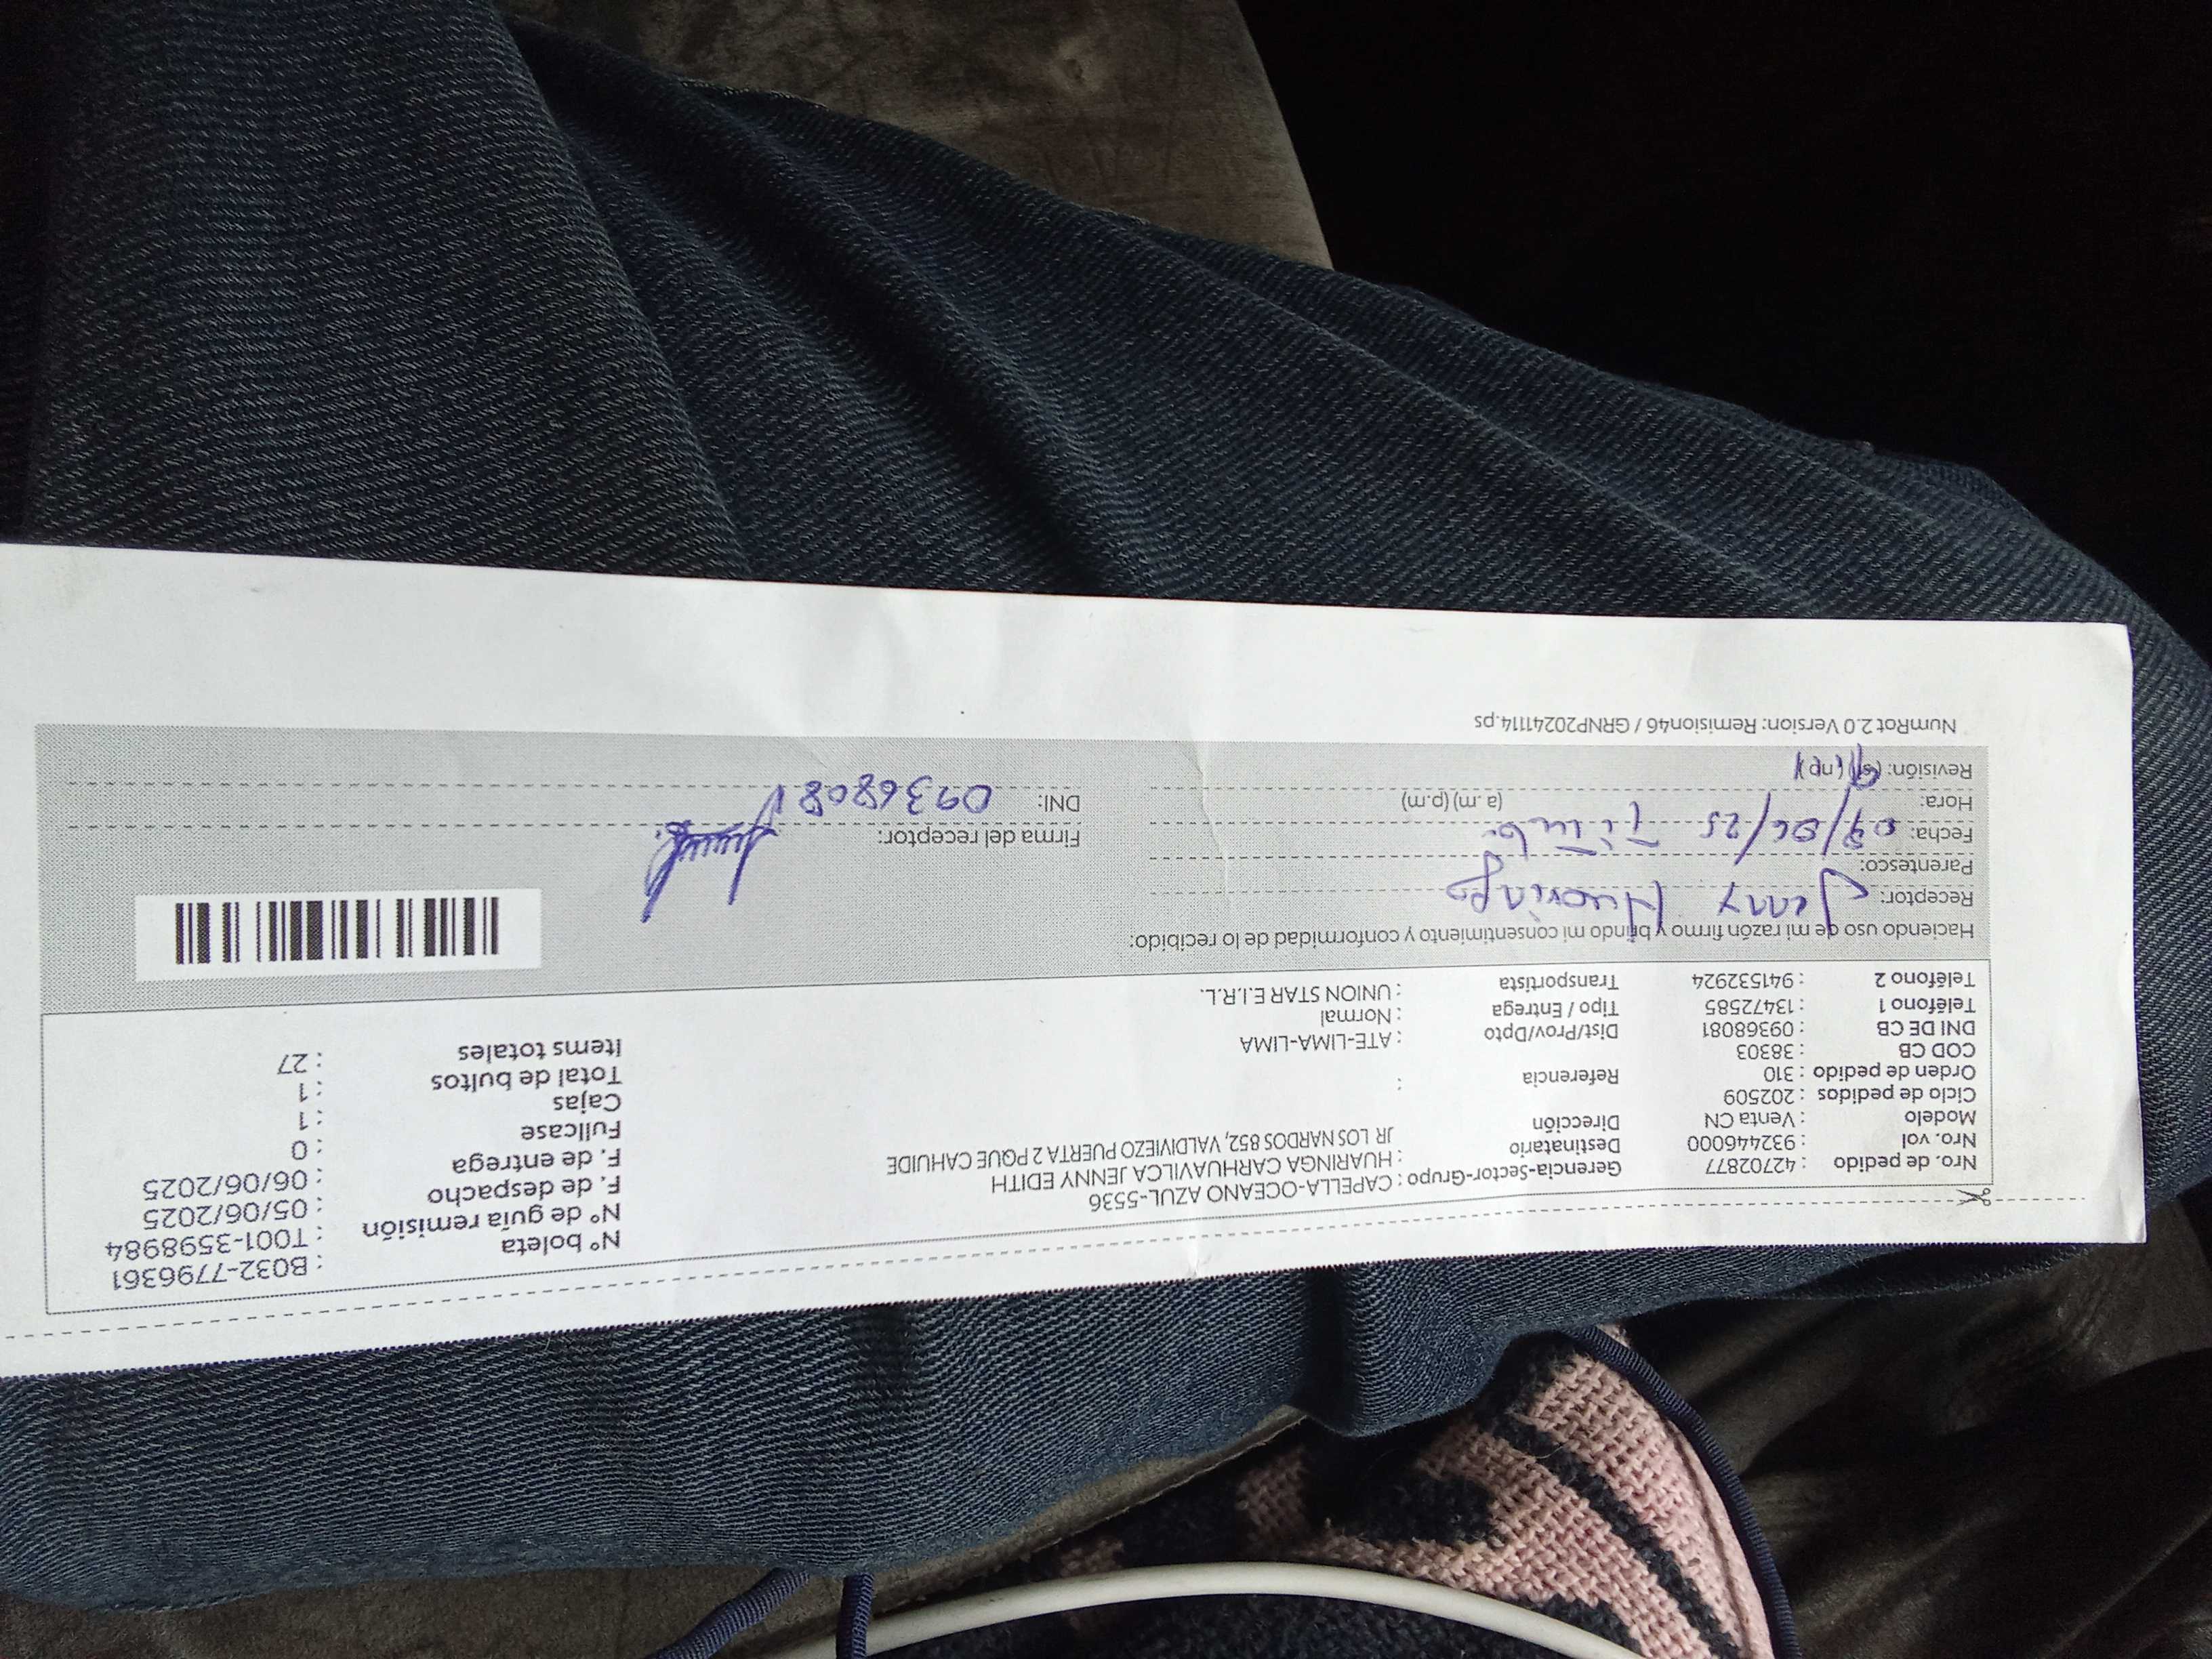 Nro. de pedido : 42702877
Nro. vol : 932446000
Modelo : Venta CN
Ciclo de pedidos : 202509
Orden de pedido : 310
COD CB : 38303
DNI DE CB : 09368081
Teléfono 1 : 13472585
Teléfono 2 : 941532924
Gerencia-Sector-Grupo : CAPELLA-OCEANO AZUL-5536
Destinatario : HUARINGA CARHUAVILCA JENNY EDITH
Dirección JR LOS NARDOS 852, VALDIVIEZO PUERTA 2 PQUE CAHUIDE
Referencia :
Dist/Prov/Dpto : ATE-LIMA-LIMA
Tipo / Entrega : Normal
Transportista : UNION STAR E.I.R.L.
N° boleta : B032-7796361
N° de guía remisión : T001-3598984
F. de despacho : 05/06/2025
F. de entrega : 06/06/2025
Fullcase : 0
Cajas : 1
Total de bultos : 1
Items totales : 27
Haciendo uso de mi razón firmo y brindo mi consentimiento y conformidad de lo recibido:
Receptor: Jenny Huaringa
Parentesco: Titular
Fecha: /06/25
Hora: (a.m) (p.m)
Revisión: (si) (no)
Firma del receptor:
DNI: 09368081
NumRot 2.0 Version: Remision46 / GRNP20241114.ps